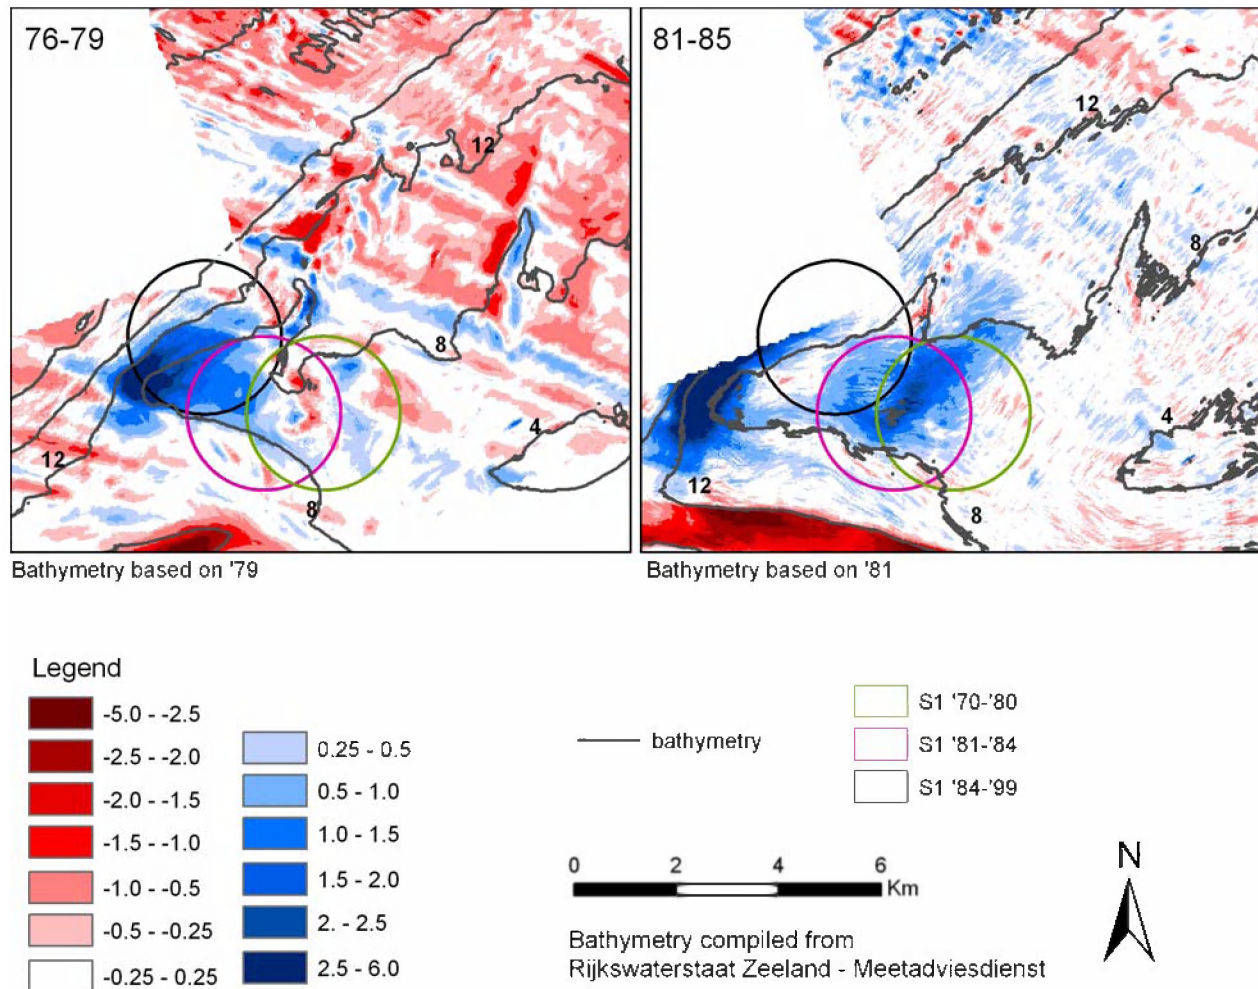 76-79
81-85
12
12
8
8
4
4
12
12
8
8
Bathymetry based on '79
Bathymetry based on '81
Legend
-5.0 - -2.5
-2.5 - -2.0
-2.0 - -1.5
-1.5 - -1.0
-1.0 - -0.5
-0.5 - -0.25
-0.25 - 0.25
0.25 - 0.5
0.5 - 1.0
1.0 - 1.5
1.5 - 2.0
2. - 2.5
2.5 - 6.0
bathymetry
S1 '70-'80
S1 '81-'84
S1 '84-'99
0 2 4 6
Km
Bathymetry compiled from
Rijkswaterstaat Zeeland - Meetadviesdienst
N